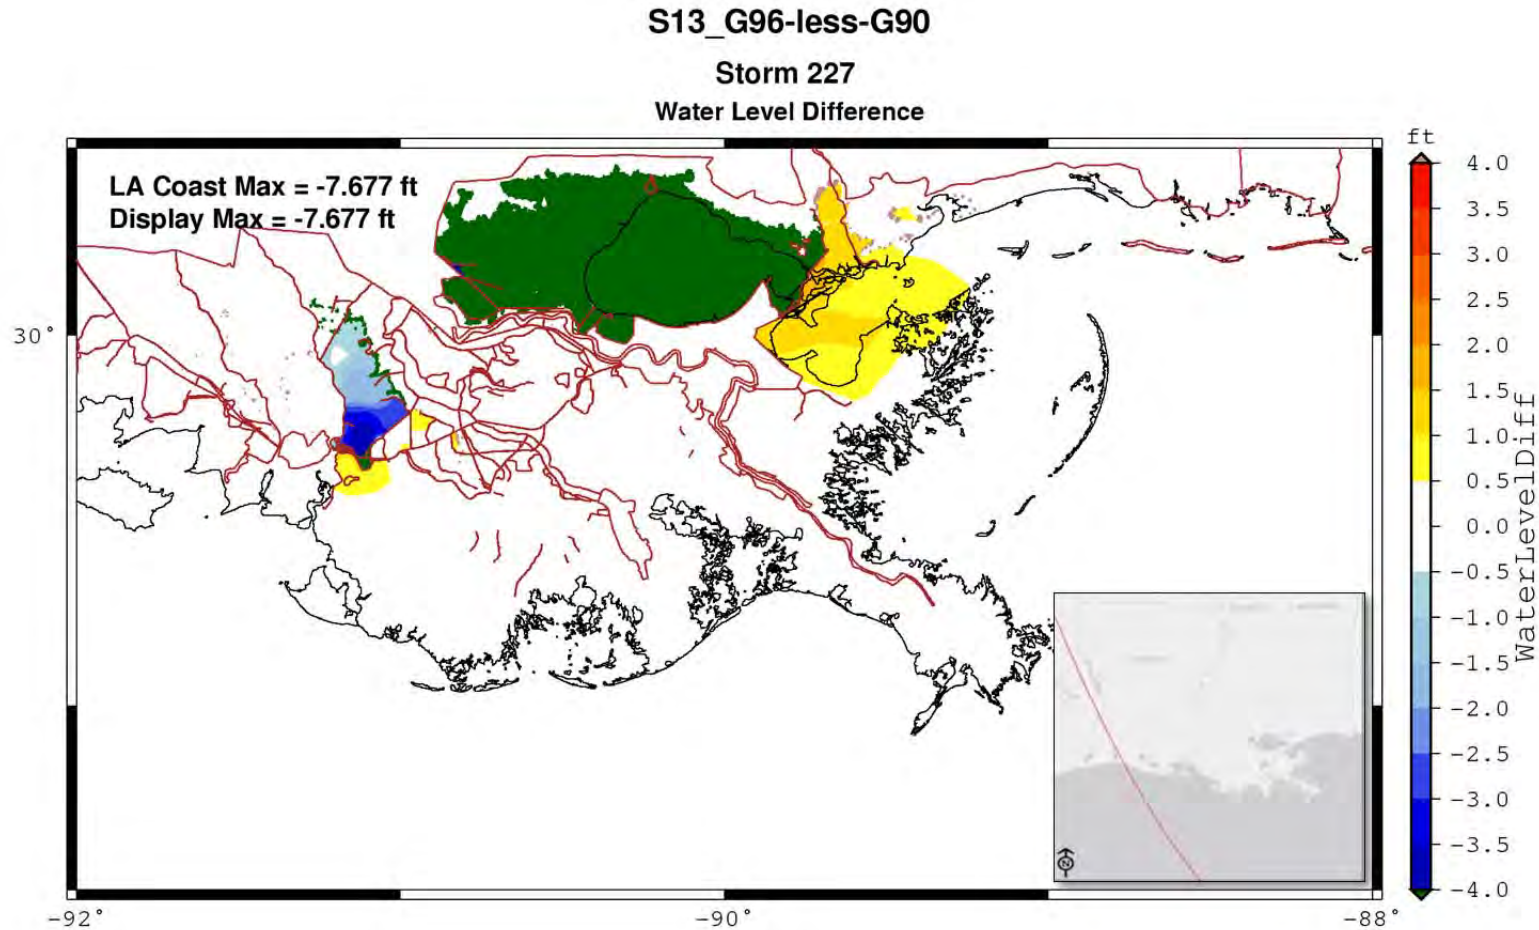 S13_G96-less-G90
Storm 227
Water Level Difference
LA Coast Max = -7.677 ft
Display Max = -7.677 ft
ft
4.0
3.5
3.0
2.5
2.0
1.5
1.0
0.5
0.0
-0.5
-1.0
-1.5
-2.0
-2.5
-3.0
-3.5
-4.0
WaterLevelDiff
30°
-92°
-90°
-88°
N